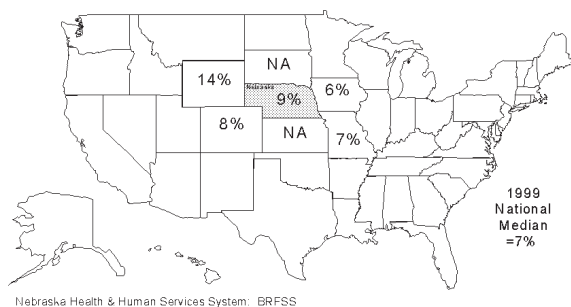 NA
14%
Nebraska
9%
6%
8%
NA
7%
1999
National
Median
=7%
Nebraska Health & Human Services System: BRFSS